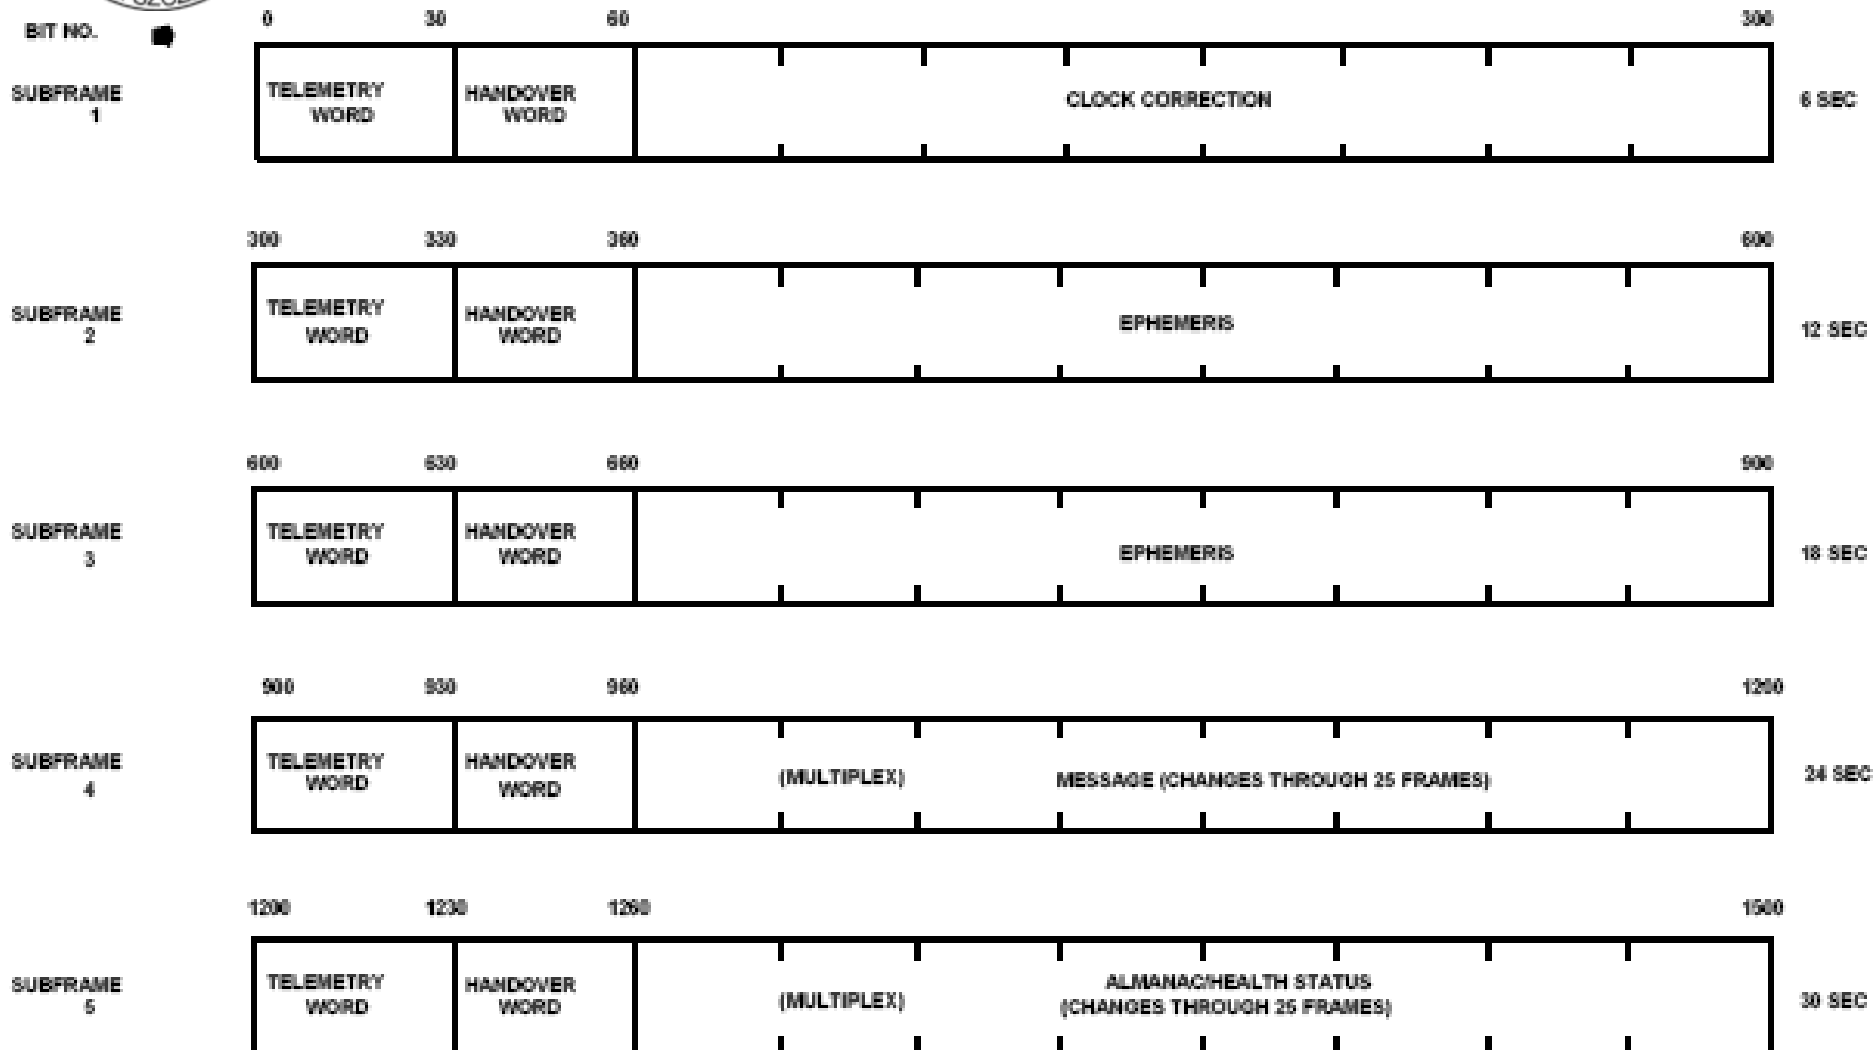 BIT NO.
0 30 60 300
SUBFRAME 1
TELEMETRY WORD
HANDOVER WORD
CLOCK CORRECTION
6 SEC
300 330 360 600
SUBFRAME 2
TELEMETRY WORD
HANDOVER WORD
EPHEMERIS
12 SEC
600 630 660 900
SUBFRAME 3
TELEMETRY WORD
HANDOVER WORD
EPHEMERIS
18 SEC
900 930 960 1200
SUBFRAME 4
TELEMETRY WORD
HANDOVER WORD
(MULTIPLEX)
MESSAGE (CHANGES THROUGH 25 FRAMES)
24 SEC
1200 1230 1260 1500
SUBFRAME 5
TELEMETRY WORD
HANDOVER WORD
(MULTIPLEX)
ALMANAC/HEALTH STATUS
(CHANGES THROUGH 25 FRAMES)
30 SEC